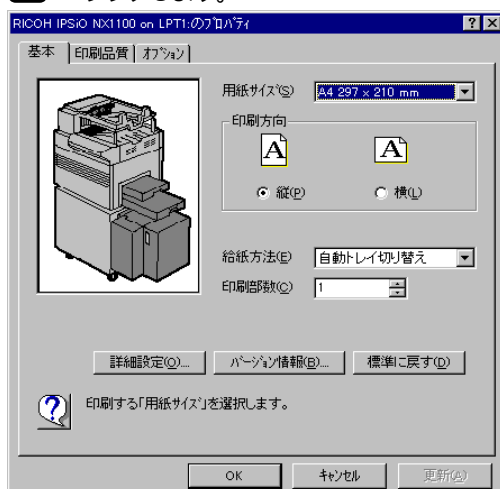 RICOH IPSiO NX1100 on LPT1:のプロパティ
基本 印刷品質 オプション
用紙サイズ(S) A4 297 x 210 mm
印刷方向
A A
縦(P) 横(L)
給紙方法(E) 自動トレイ切り替え
印刷部数(C) 1
詳細設定(O)... バージョン情報(B)... 標準に戻す(D)
印刷する「用紙サイズ」を選択します。
OK キャンセル 更新(A)